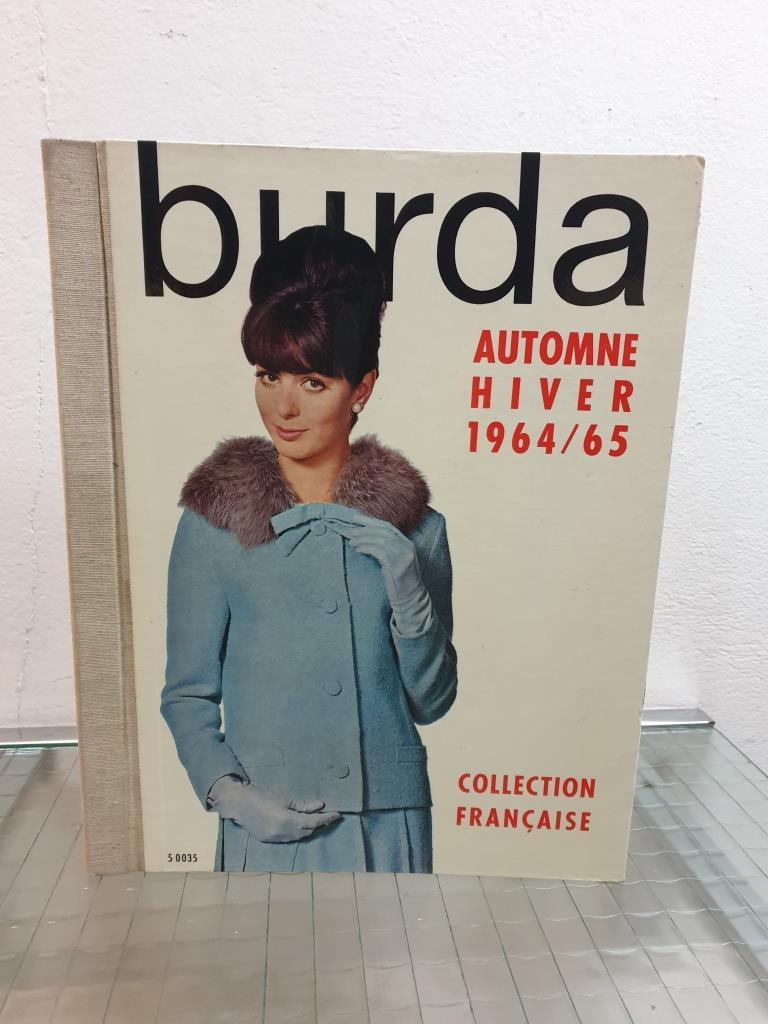 burda
AUTOMNE
HIVER
1964/65
COLLECTION
FRANÇAISE
5 0035